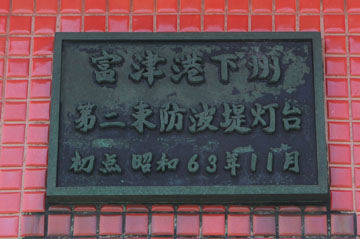 富津港下洲
第二東防波堤灯台
初点 昭和63年11月